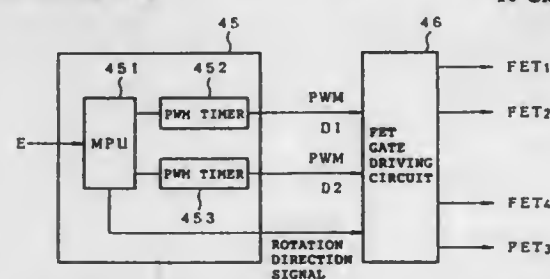 45
46
451
452
453
PWM TIMER
PWM TIMER
MPU
E
PWM
D1
PWM
D2
ROTATION
DIRECTION
SIGNAL
FET
GATE
DRIVING
CIRCUIT
FET1
FET2
FET4
FET3